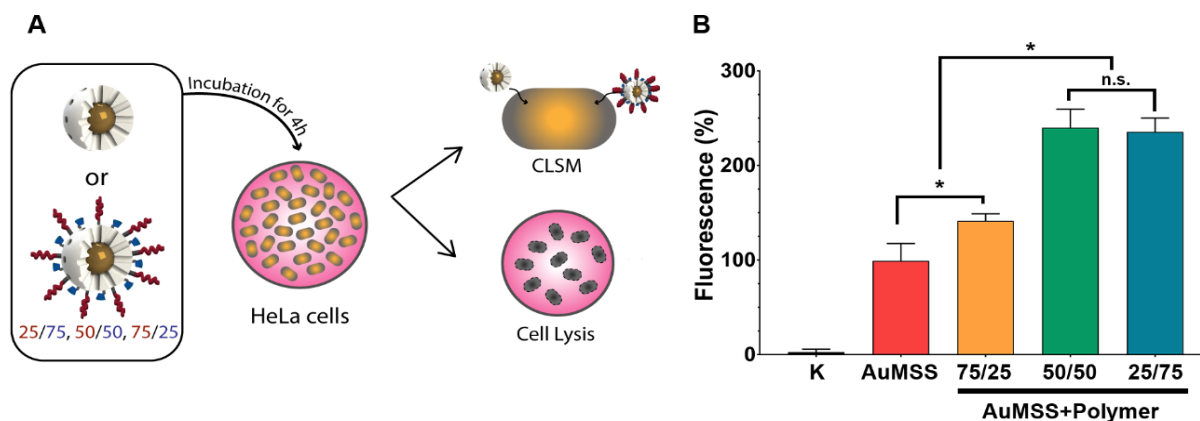 A
or
25/75, 50/50, 75/25
Incubation for 4h
HeLa cells
CLSM
Cell Lysis
B
Fluorescence (%)
300
200
100
0
*
n.s.
*
K AuMSS 75/25 50/50 25/75
AuMSS+Polymer